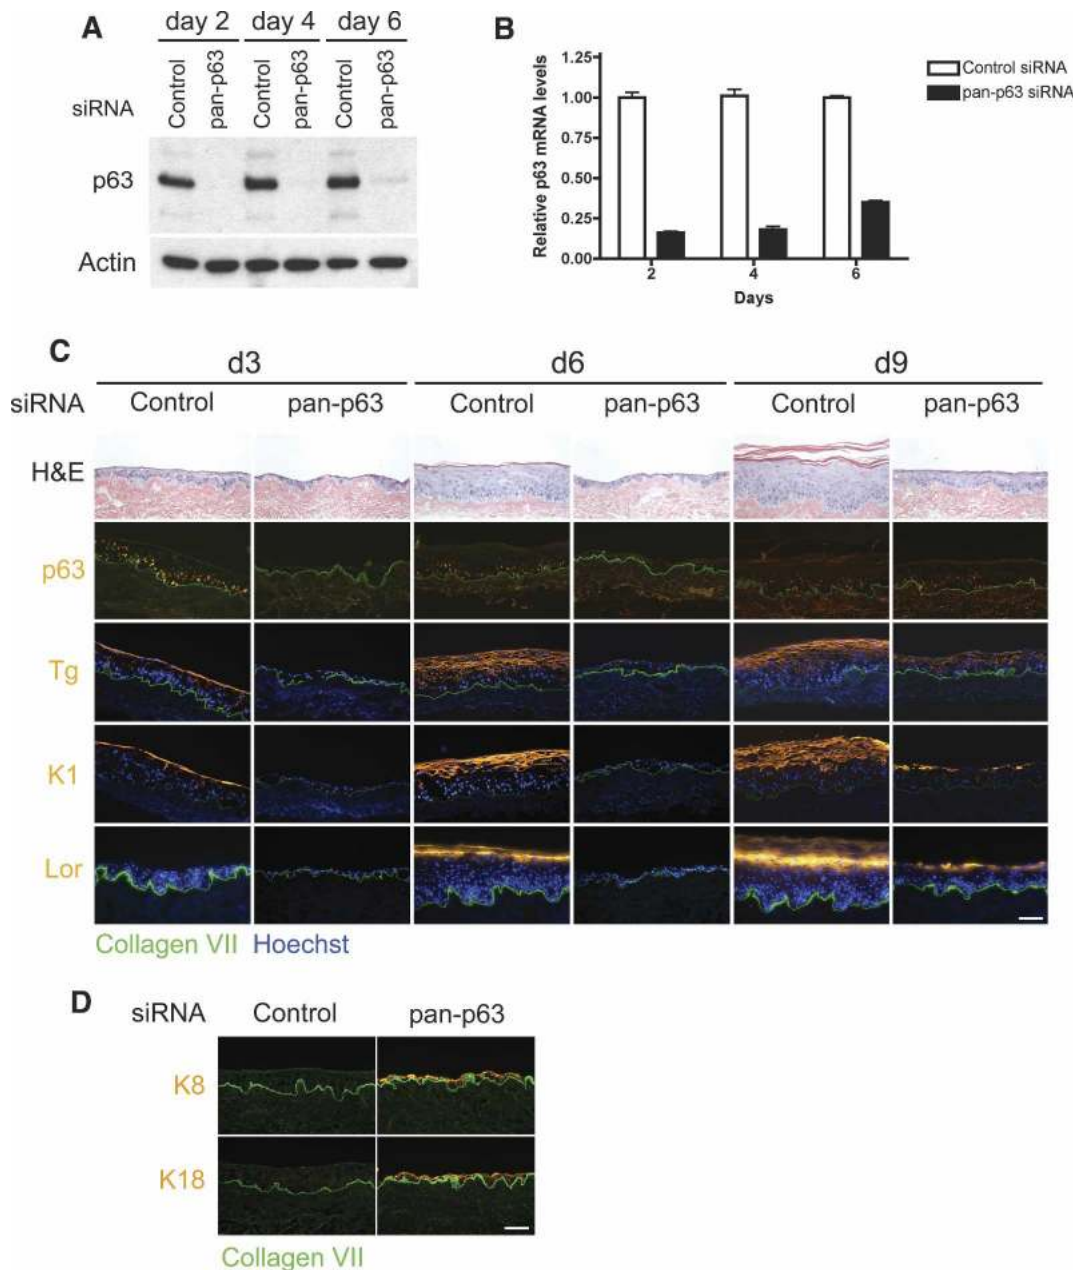 A
day 2 day 4 day 6
siRNA
Control pan-p63 Control pan-p63 Control pan-p63
p63
Actin
B
Relative p63 mRNA levels
1.25
1.00
0.75
0.50
0.25
0.00
2 4 6
Days
Control siRNA
pan-p63 siRNA
C
d3 d6 d9
siRNA Control pan-p63 Control pan-p63 Control pan-p63
H&E
p63
Tg
K1
Lor
Collagen VII Hoechst
D
siRNA Control pan-p63
K8
K18
Collagen VII